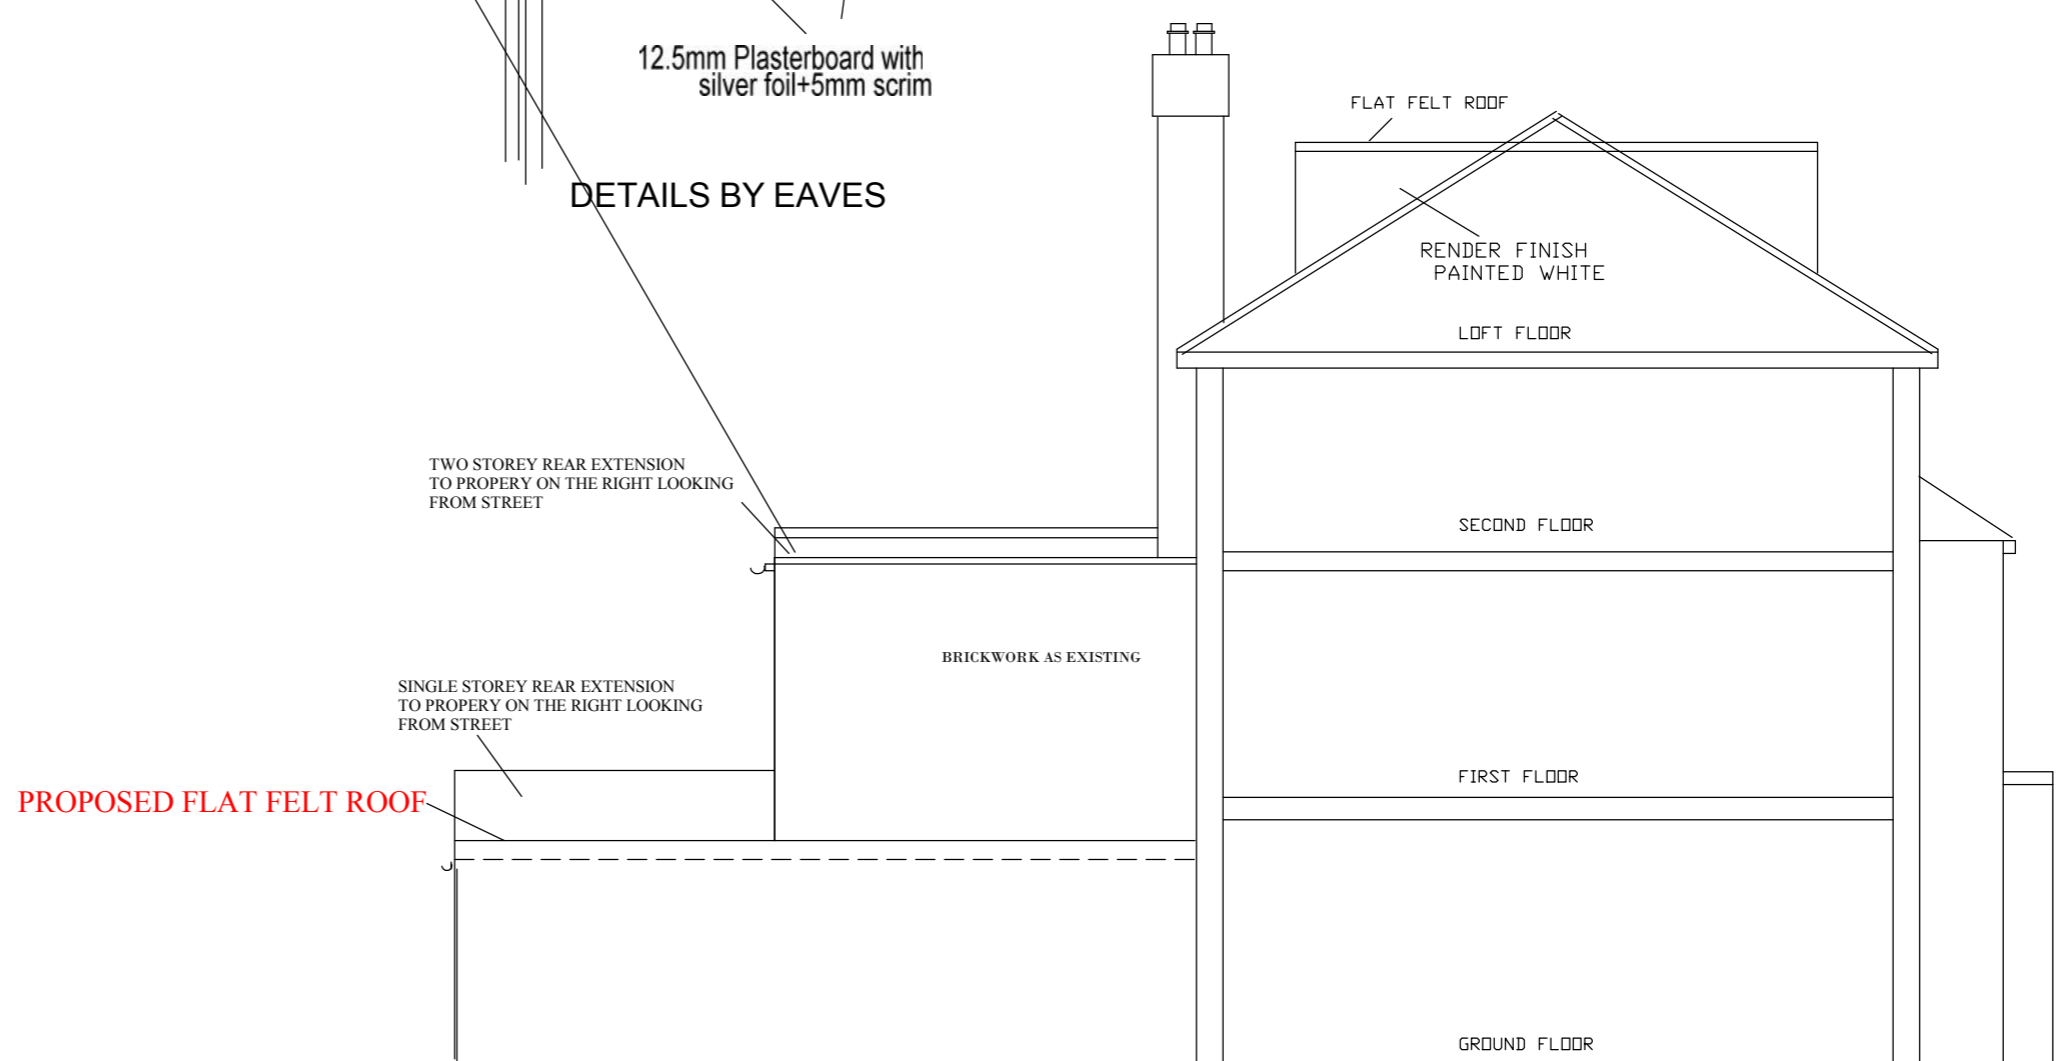 12.5mm Plasterboard with
silver foil+5mm scrim
FLAT FELT ROOF
DETAILS BY EAVES
RENDER FINISH
PAINTED WHITE
LOFT FLOOR
TWO STOREY REAR EXTENSION
TO PROPERY ON THE RIGHT LOOKING
FROM STREET
SECOND FLOOR
BRICKWORK AS EXISTING
SINGLE STOREY REAR EXTENSION
TO PROPERY ON THE RIGHT LOOKING
FROM STREET
FIRST FLOOR
PROPOSED FLAT FELT ROOF
GROUND FLOOR